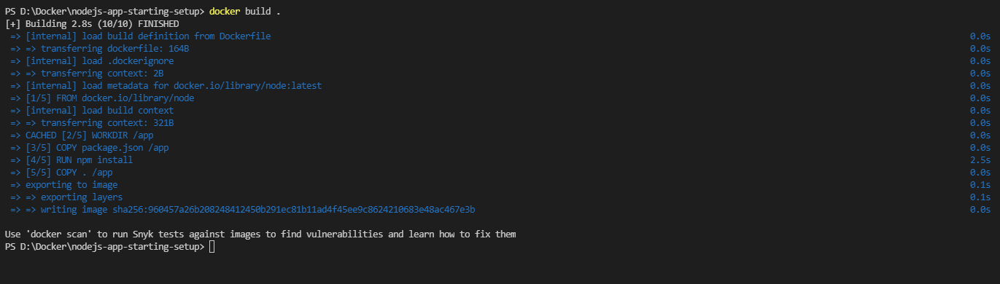 PS D:\Docker\nodejs-app-starting-setup> docker build .
[+] Building 2.8s (10/10) FINISHED
=> [internal] load build definition from Dockerfile 0.0s
=> => transferring dockerfile: 164B 0.0s
=> [internal] load .dockerignore 0.0s
=> => transferring context: 2B 0.0s
=> [internal] load metadata for docker.io/library/node:latest 0.0s
=> [1/5] FROM docker.io/library/node 0.0s
=> [internal] load build context 0.0s
=> => transferring context: 321B 0.0s
=> CACHED [2/5] WORKDIR /app 0.0s
=> [3/5] COPY package.json /app 0.0s
=> [4/5] RUN npm install 2.5s
=> [5/5] COPY . /app 0.0s
=> exporting to image 0.1s
=> => exporting layers 0.1s
=> => writing image sha256:960457a26b208248412450b291ec81b11ad4f45ee9c8624210683e48ac467e3b 0.0s
Use 'docker scan' to run Snyk tests against images to find vulnerabilities and learn how to fix them
PS D:\Docker\nodejs-app-starting-setup>